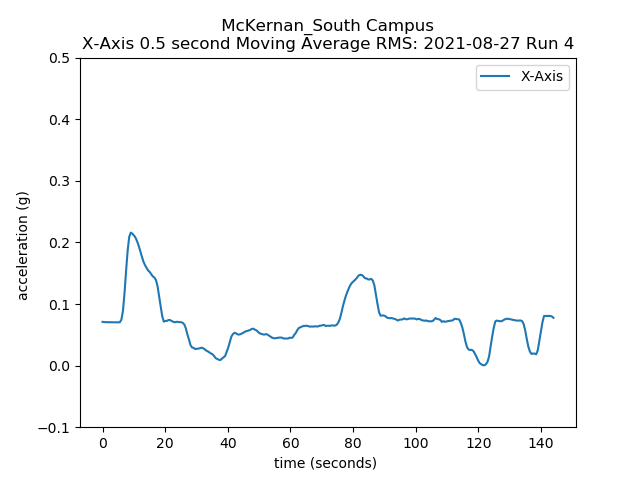 McKernan_South Campus
X-Axis 0.5 second Moving Average RMS: 2021-08-27 Run 4
X-Axis
acceleration (g)
0.5
0.4
0.3
0.2
0.1
0.0
−0.1
0 20 40 60 80 100 120 140
time (seconds)